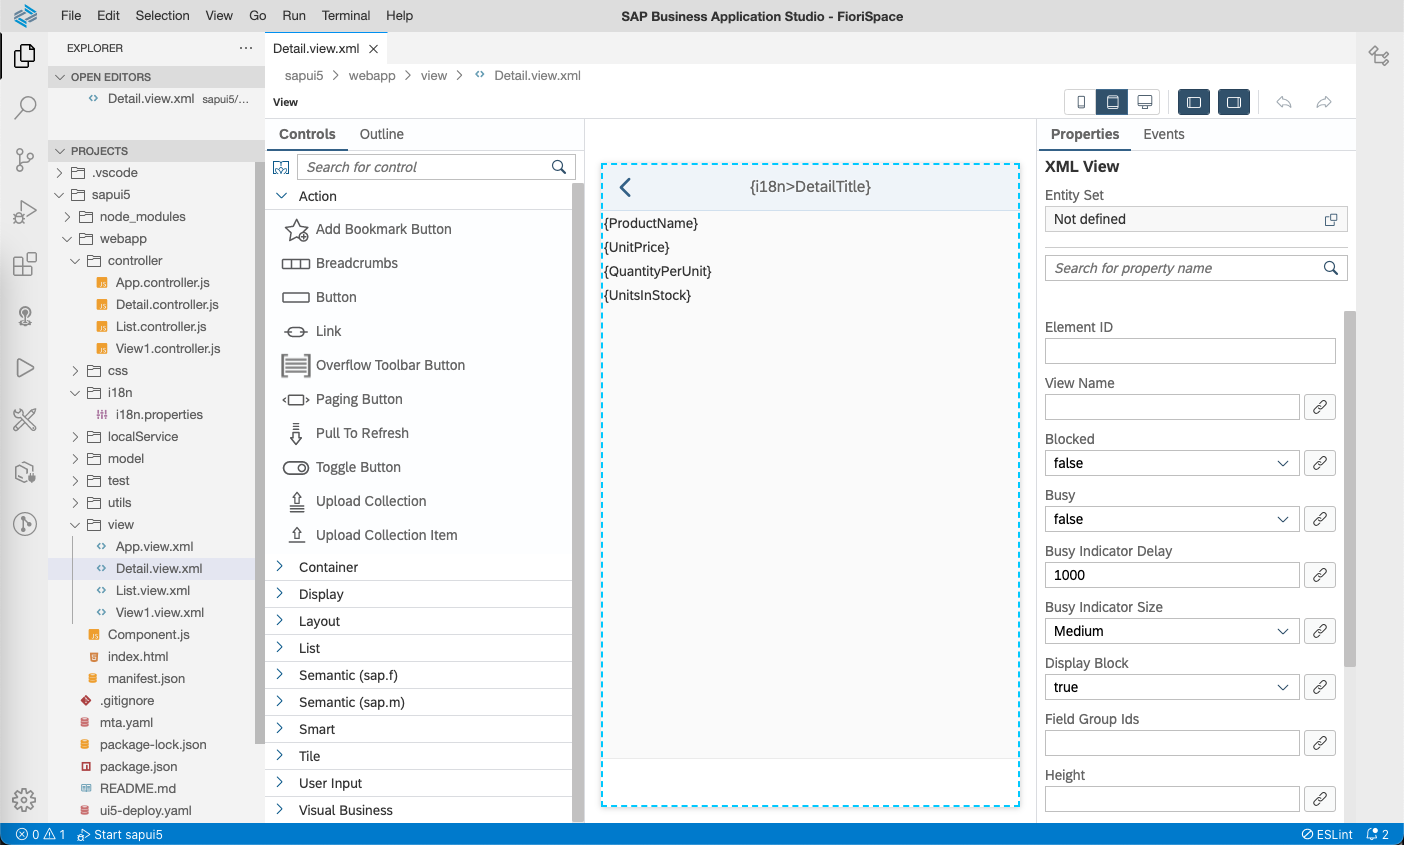 File Edit Selection View Go Run Terminal Help
SAP Business Application Studio - FioriSpace
EXPLORER
OPEN EDITORS
Detail.view.xml sapui5/...
PROJECTS
.vscode
sapui5
node_modules
webapp
controller
App.controller.js
Detail.controller.js
List.controller.js
View1.controller.js
css
i18n
i18n.properties
localService
model
test
utils
view
App.view.xml
Detail.view.xml
List.view.xml
View1.view.xml
Component.js
index.html
manifest.json
.gitignore
mta.yaml
package-lock.json
package.json
README.md
ui5-deploy.yaml
Detail.view.xml
sapui5 > webapp > view > Detail.view.xml
View
Controls Outline
Search for control
Action
Add Bookmark Button
Breadcrumbs
Button
Link
Overflow Toolbar Button
Paging Button
Pull To Refresh
Toggle Button
Upload Collection
Upload Collection Item
Container
Display
Layout
List
Semantic (sap.f)
Semantic (sap.m)
Smart
Tile
User Input
Visual Business
{i18n>DetailTitle}
{ProductName}
{UnitPrice}
{QuantityPerUnit}
{UnitsInStock}
Properties Events
XML View
Entity Set
Not defined
Search for property name
Element ID
View Name
Blocked
false
Busy
false
Busy Indicator Delay
1000
Busy Indicator Size
Medium
Display Block
true
Field Group Ids
Height
0 1 Start sapui5
ESLint 2